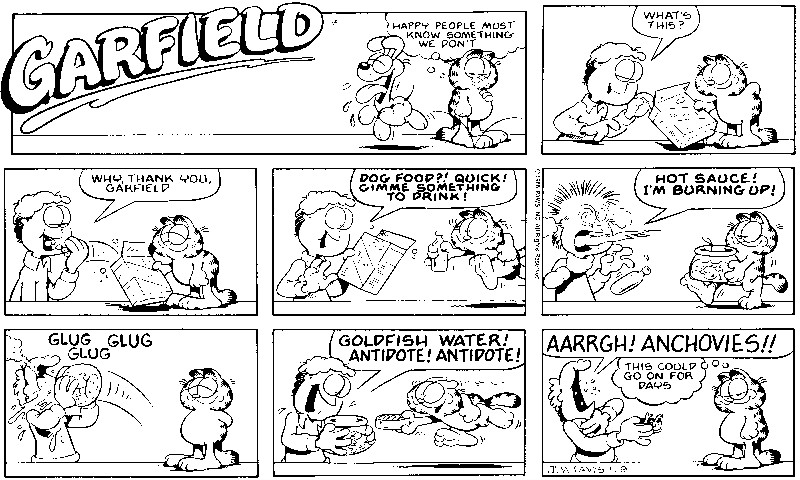 GARFIELD
HAPPY PEOPLE MUST
KNOW SOMETHING
WE DON'T
WHAT'S
THIS?
WHY, THANK YOU,
GARFIELD
DOG FOOD?! QUICK!
GIMME SOMETHING
TO DRINK!
HOT SAUCE!
I'M BURNING UP!
GLUG GLUG
GLUG
GOLDFISH WATER!
ANTIDOTE! ANTIDOTE!
AARRGH! ANCHOVIES!!
THIS COULD
GO ON FOR
DAYS